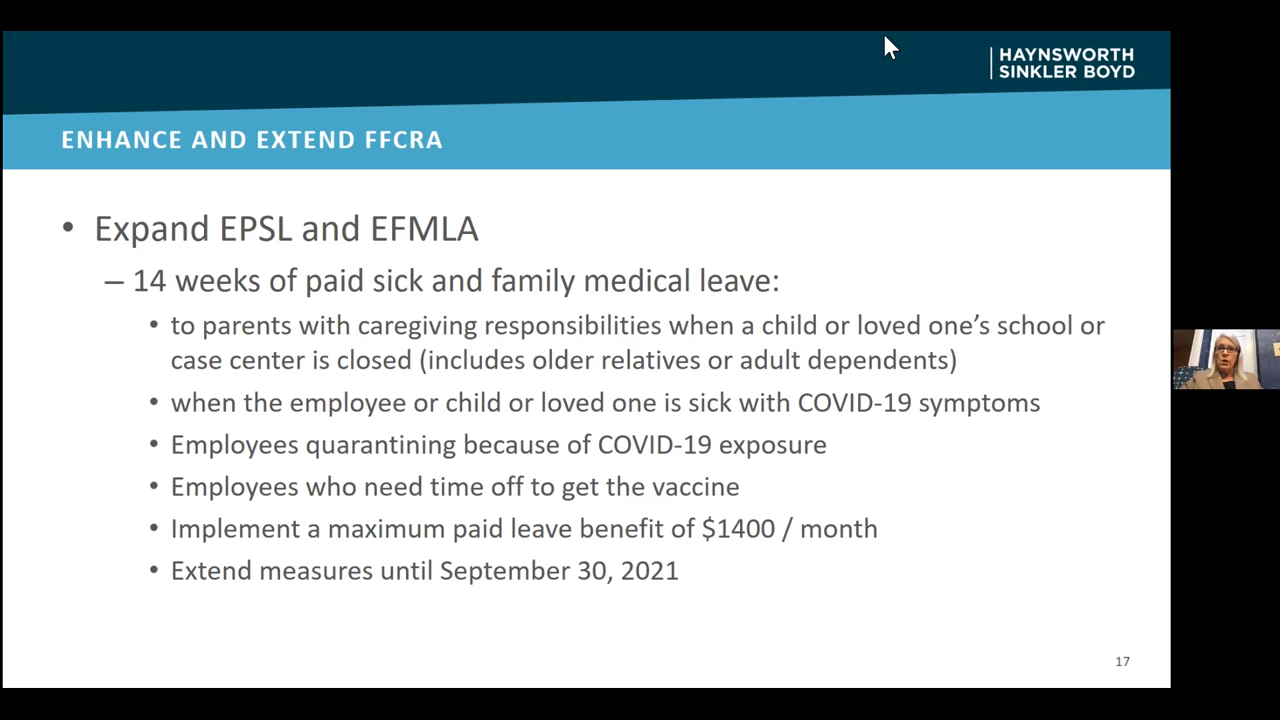 HAYNSWORTH
SINKLER BOYD
ENHANCE AND EXTEND FFCRA
• Expand EPSL and EFMLA
– 14 weeks of paid sick and family medical leave:
• to parents with caregiving responsibilities when a child or loved one’s school or
case center is closed (includes older relatives or adult dependents)
• when the employee or child or loved one is sick with COVID-19 symptoms
• Employees quarantining because of COVID-19 exposure
• Employees who need time off to get the vaccine
• Implement a maximum paid leave benefit of $1400 / month
• Extend measures until September 30, 2021
17